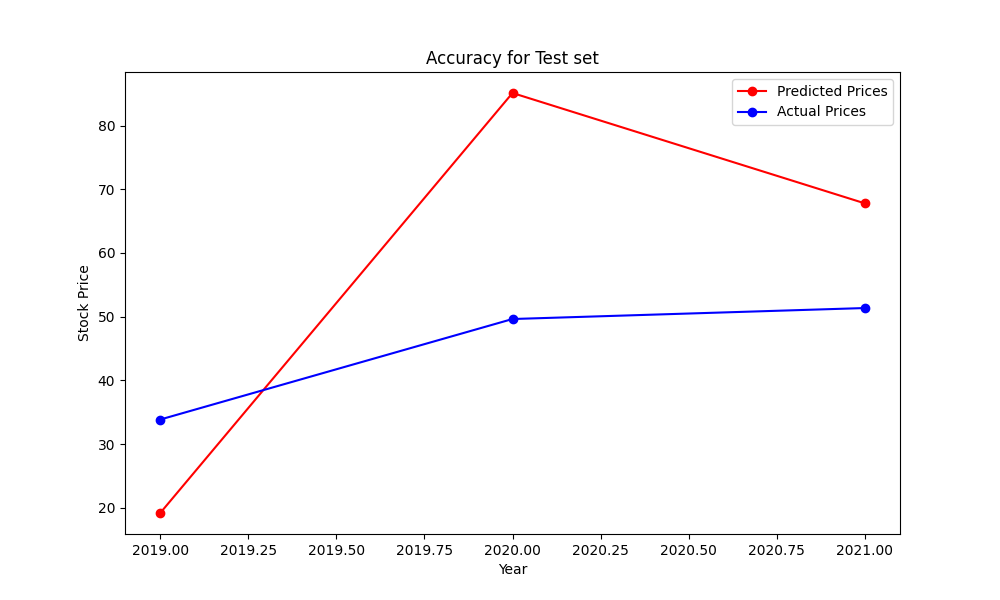 Accuracy for Test set
Predicted Prices
Actual Prices
Stock Price
80
70
60
50
40
30
20
2019.00 2019.25 2019.50 2019.75 2020.00 2020.25 2020.50 2020.75 2021.00
Year